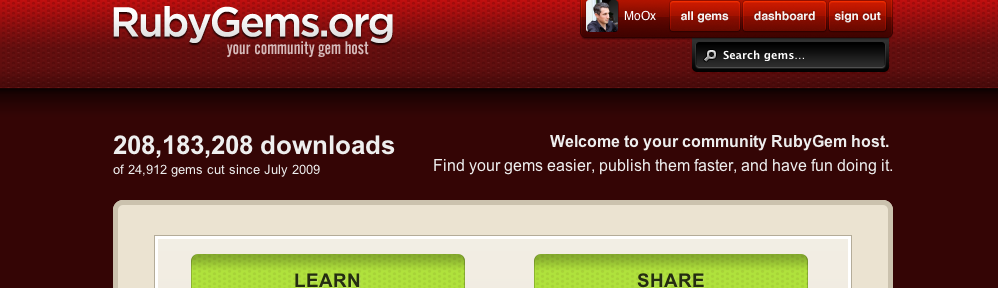 RubyGems.org
your community gem host
MoOx
all gems
dashboard
sign out
Search gems...
208,183,208 downloads
of 24,912 gems cut since July 2009
Welcome to your community RubyGem host.
Find your gems easier, publish them faster, and have fun doing it.
LEARN
SHARE